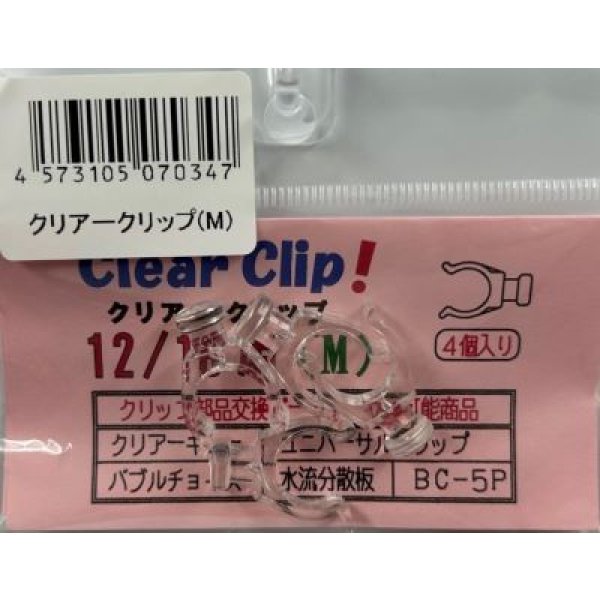 4 573105 070347
クリアークリップ(M)
Clear Clip!
クリアークリップ
12/1 (M)
4個入り
クリップ部品交換 能商品
クリアーキ ユニバーサル ップ
バブルチョ 水流分散板 BC-5P